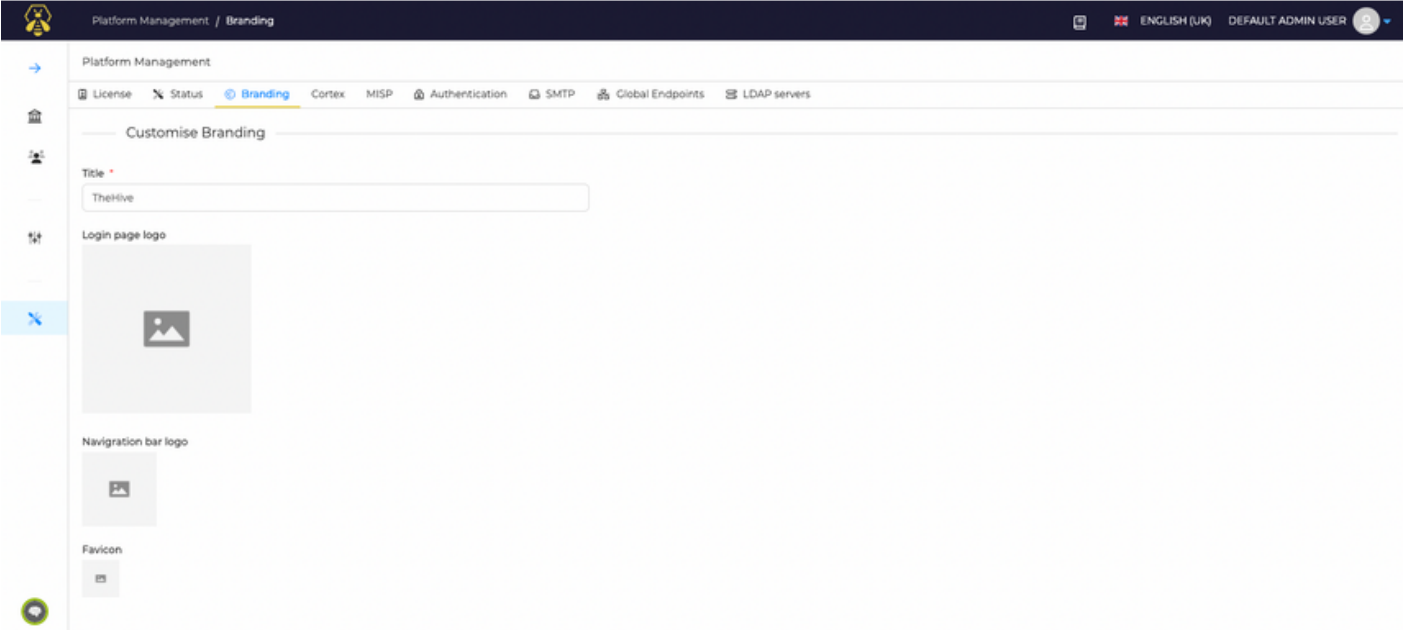 Platform Management / Branding
ENGLISH (UK) DEFAULT ADMIN USER
Platform Management
License Status Branding Cortex MISP Authentication SMTP Global Endpoints LDAP servers
Customise Branding
Title *
TheHive
Login page logo
Navigration bar logo
Favicon